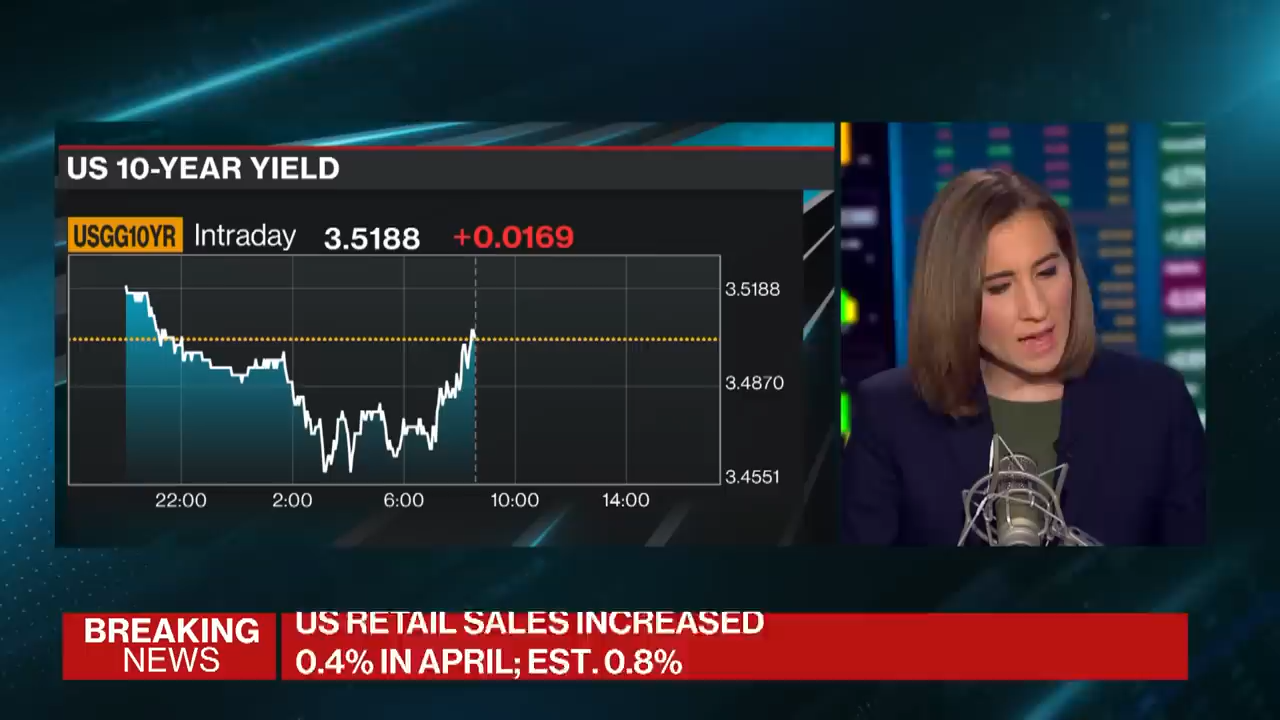 US 10-YEAR YIELD
USGG10YR Intraday 3.5188 +0.0169
3.5188
3.4870
3.4551
22:00 2:00 6:00 10:00 14:00
BREAKING NEWS
US RETAIL SALES INCREASED
0.4% IN APRIL; EST. 0.8%